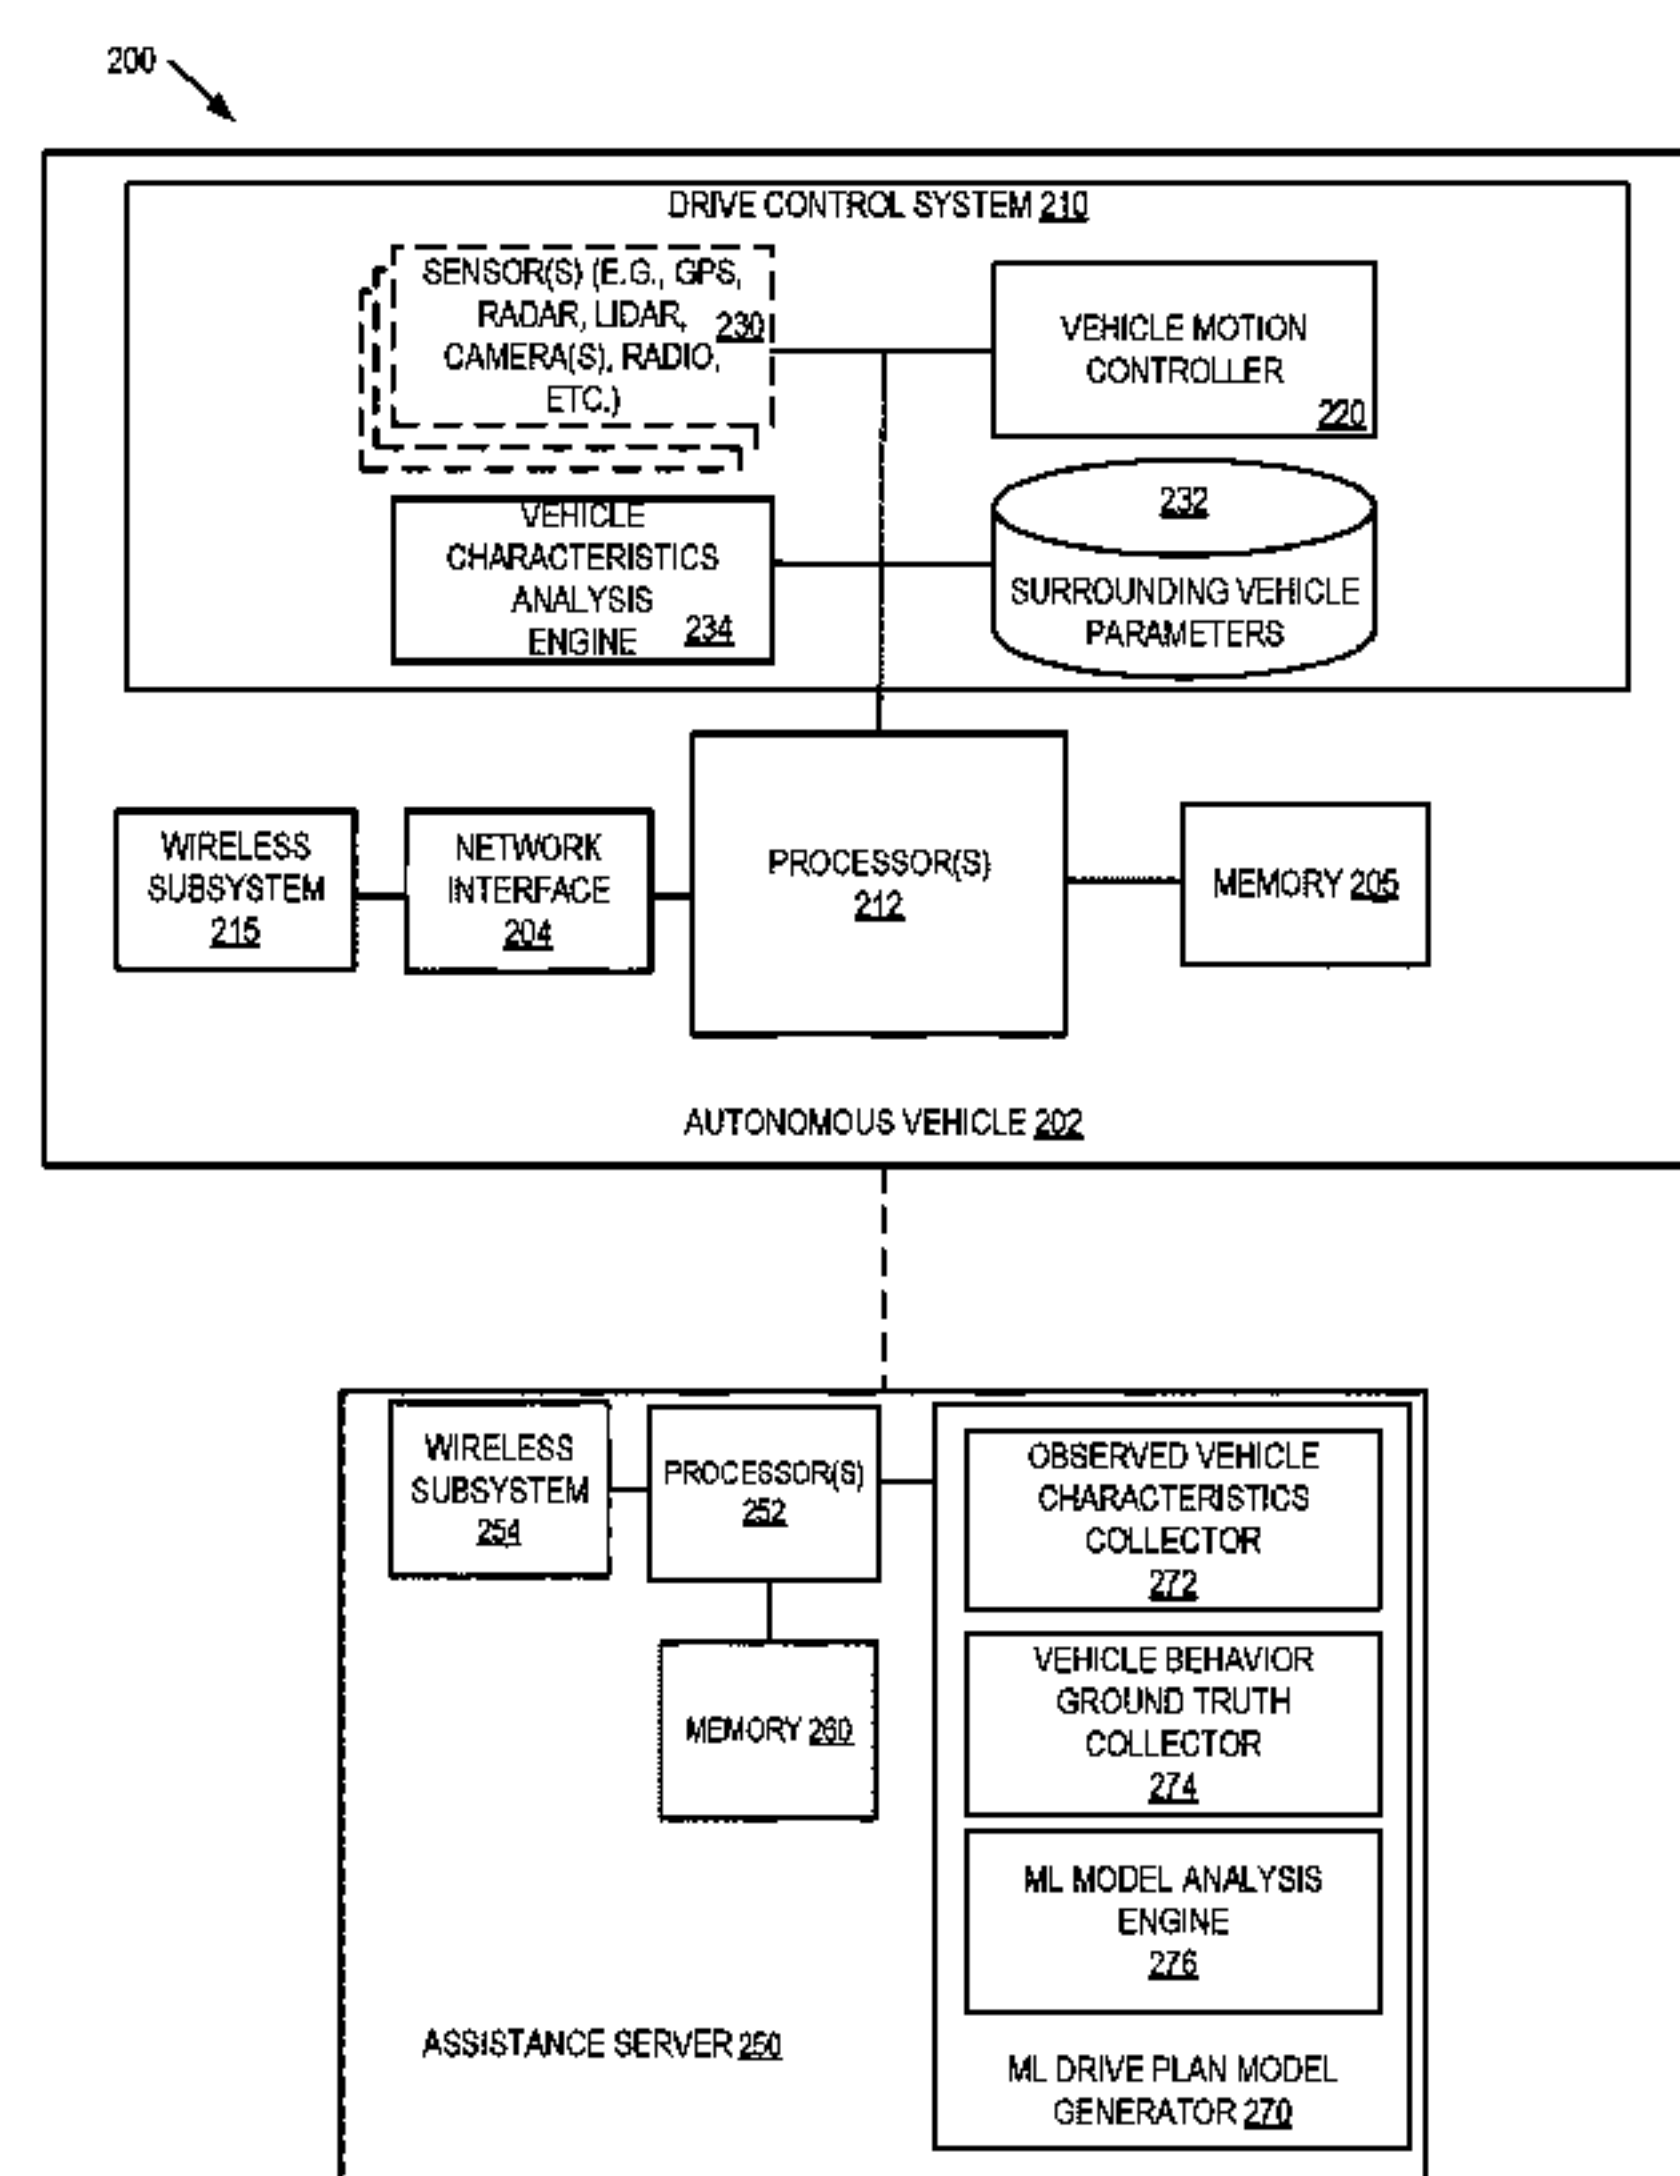 200
DRIVE CONTROL SYSTEM 210
SENSOR(S) (E.G., GPS,
RADAR, LIDAR, 230
CAMERA(S), RADIO,
ETC.)
VEHICLE MOTION
CONTROLLER
220
VEHICLE
CHARACTERISTICS
ANALYSIS
ENGINE 234
232
SURROUNDING VEHICLE
PARAMETERS
WIRELESS
SUBSYSTEM
215
NETWORK
INTERFACE
204
PROCESSOR(S)
212
MEMORY 205
AUTONOMOUS VEHICLE 202
WIRELESS
SUBSYSTEM
254
PROCESSOR(S)
252
MEMORY 260
OBSERVED VEHICLE
CHARACTERISTICS
COLLECTOR
272
VEHICLE BEHAVIOR
GROUND TRUTH
COLLECTOR
274
ML MODEL ANALYSIS
ENGINE
276
ASSISTANCE SERVER 250
ML DRIVE PLAN MODEL
GENERATOR 270